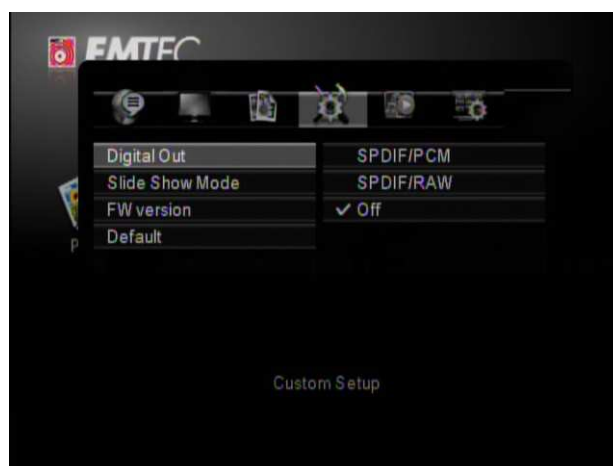 EMTEC
Digital Out
SPDIF/PCM
Slide Show Mode
SPDIF/RAW
FW version
✓ Off
Default
P
Custom Setup